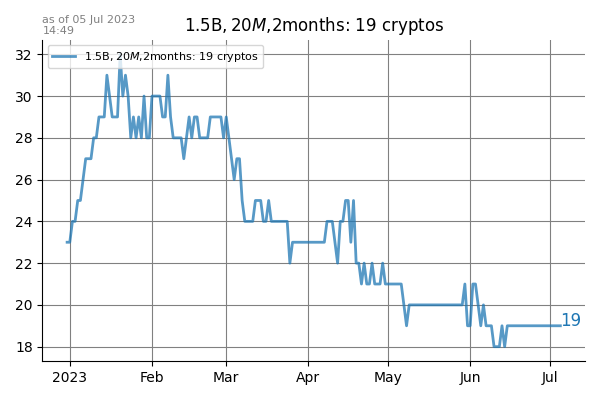 as of 05 Jul 2023
14:49
1.5B, 20M,2months: 19 cryptos
1.5B, 20M,2months: 19 cryptos
32
30
28
26
24
22
20
18
19
2023 Feb Mar Apr May Jun Jul